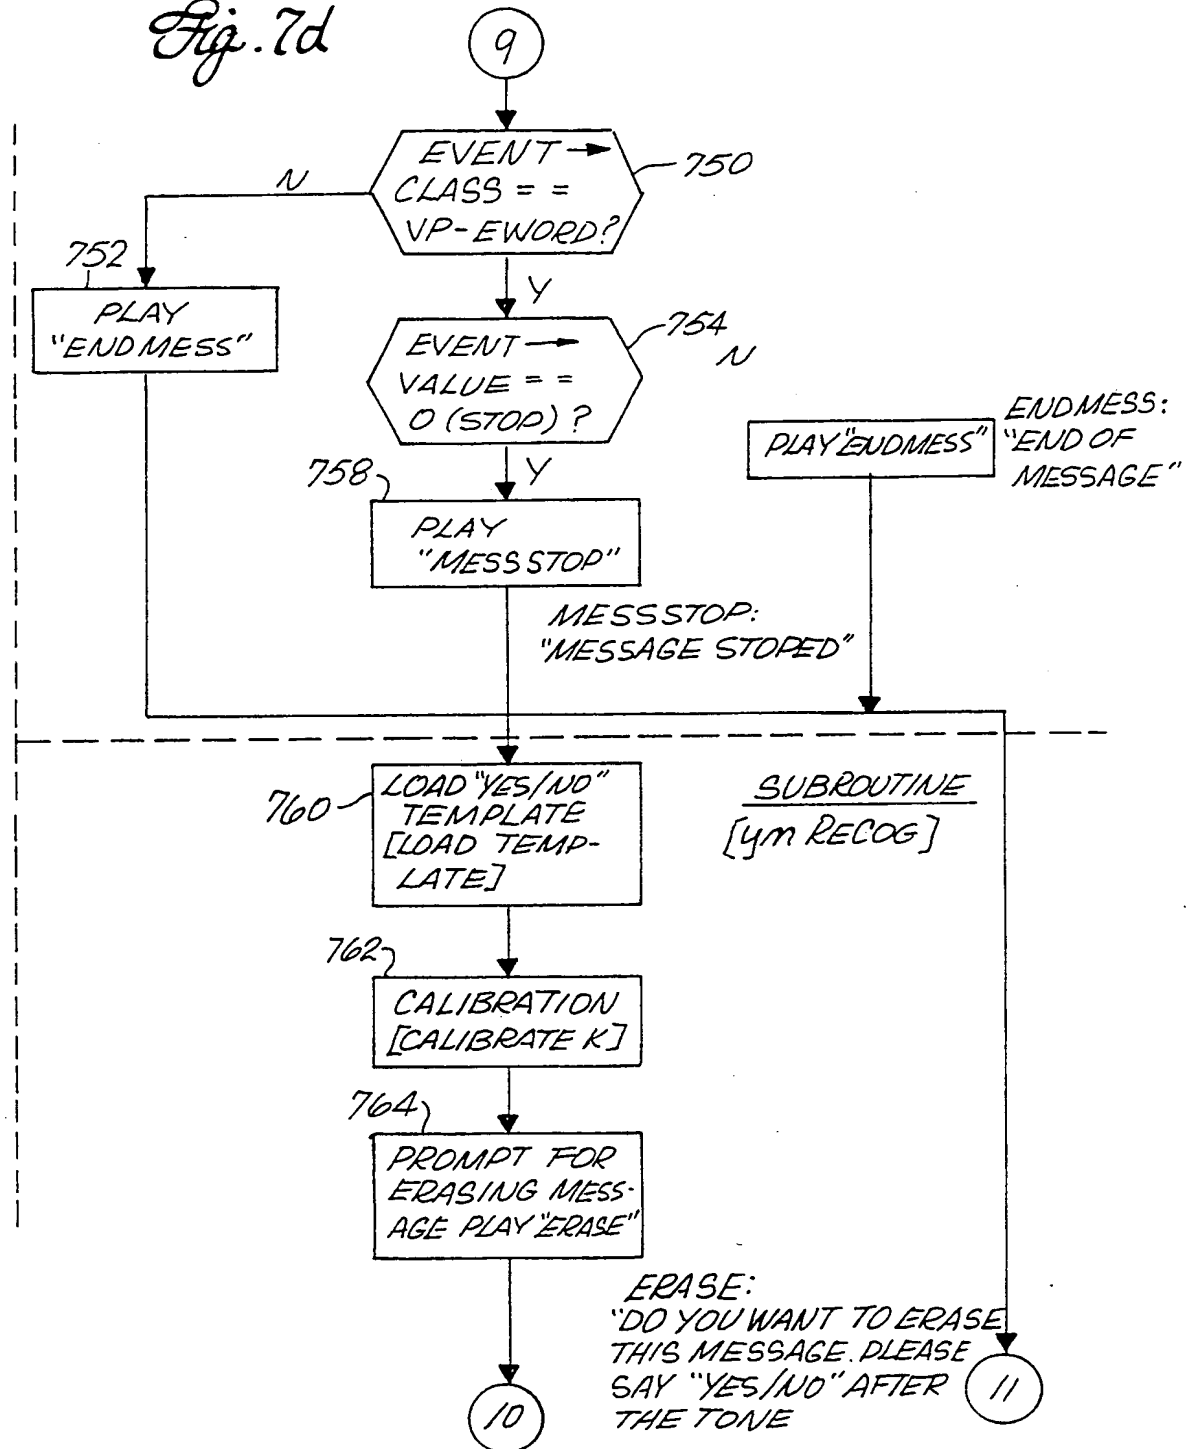 Fig. 7d
9
EVENT →
CLASS = =
VP-EWORD?
750
N
Y
752
PLAY
"ENDMESS"
EVENT →
VALUE = =
0 (STOP) ?
754
N
Y
PLAY "ENDMESS"
ENDMESS:
"END OF
MESSAGE"
758
PLAY
"MESSSTOP"
MESSSTOP:
"MESSAGE STOPED"
760
LOAD "YES/NO"
TEMPLATE
[LOAD TEMP-
LATE]
SUBROUTINE
[ym RECOG]
762
CALIBRATION
[CALIBRATE K]
764
PROMPT FOR
ERASING MESS-
AGE PLAY "ERASE"
ERASE:
"DO YOU WANT TO ERASE
THIS MESSAGE. PLEASE
SAY "YES/NO" AFTER
THE TONE
10
11